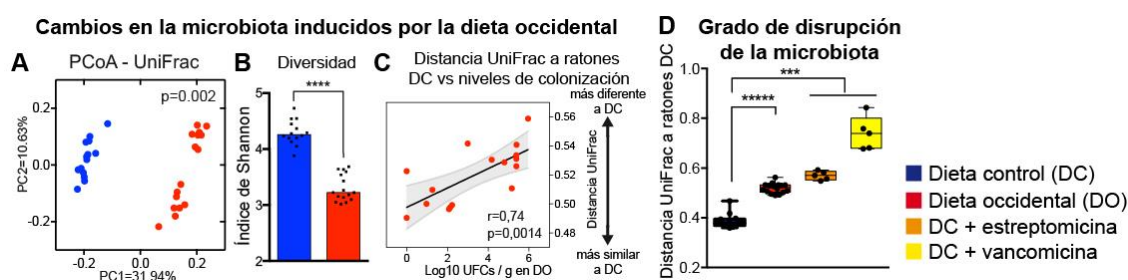 Cambios en la microbiota inducidos por la dieta occidental
A
PCoA - UniFrac
p=0.002
PC2=10.63%
0.2
0.0
-0.2
-0.2
0.0
0.2
PC1=31.94%
B
Diversidad
****
Índice de Shannon
5
4
3
2
C
Distancia UniFrac a ratones
DC vs niveles de colonización
más diferente
a DC
0.56
0.54
0.52
0.50
0.48
Distancia UniFrac
r=0,74
p=0,0014
0
2
4
6
Log10 UFCs / g en DO
más similar
a DC
D
Grado de disrupción
de la microbiota
Distancia UniFrac a ratones DC
1.0
0.8
0.6
0.4
0.2
***
*****
Dieta control (DC)
Dieta occidental (DO)
DC + estreptomicina
DC + vancomicina